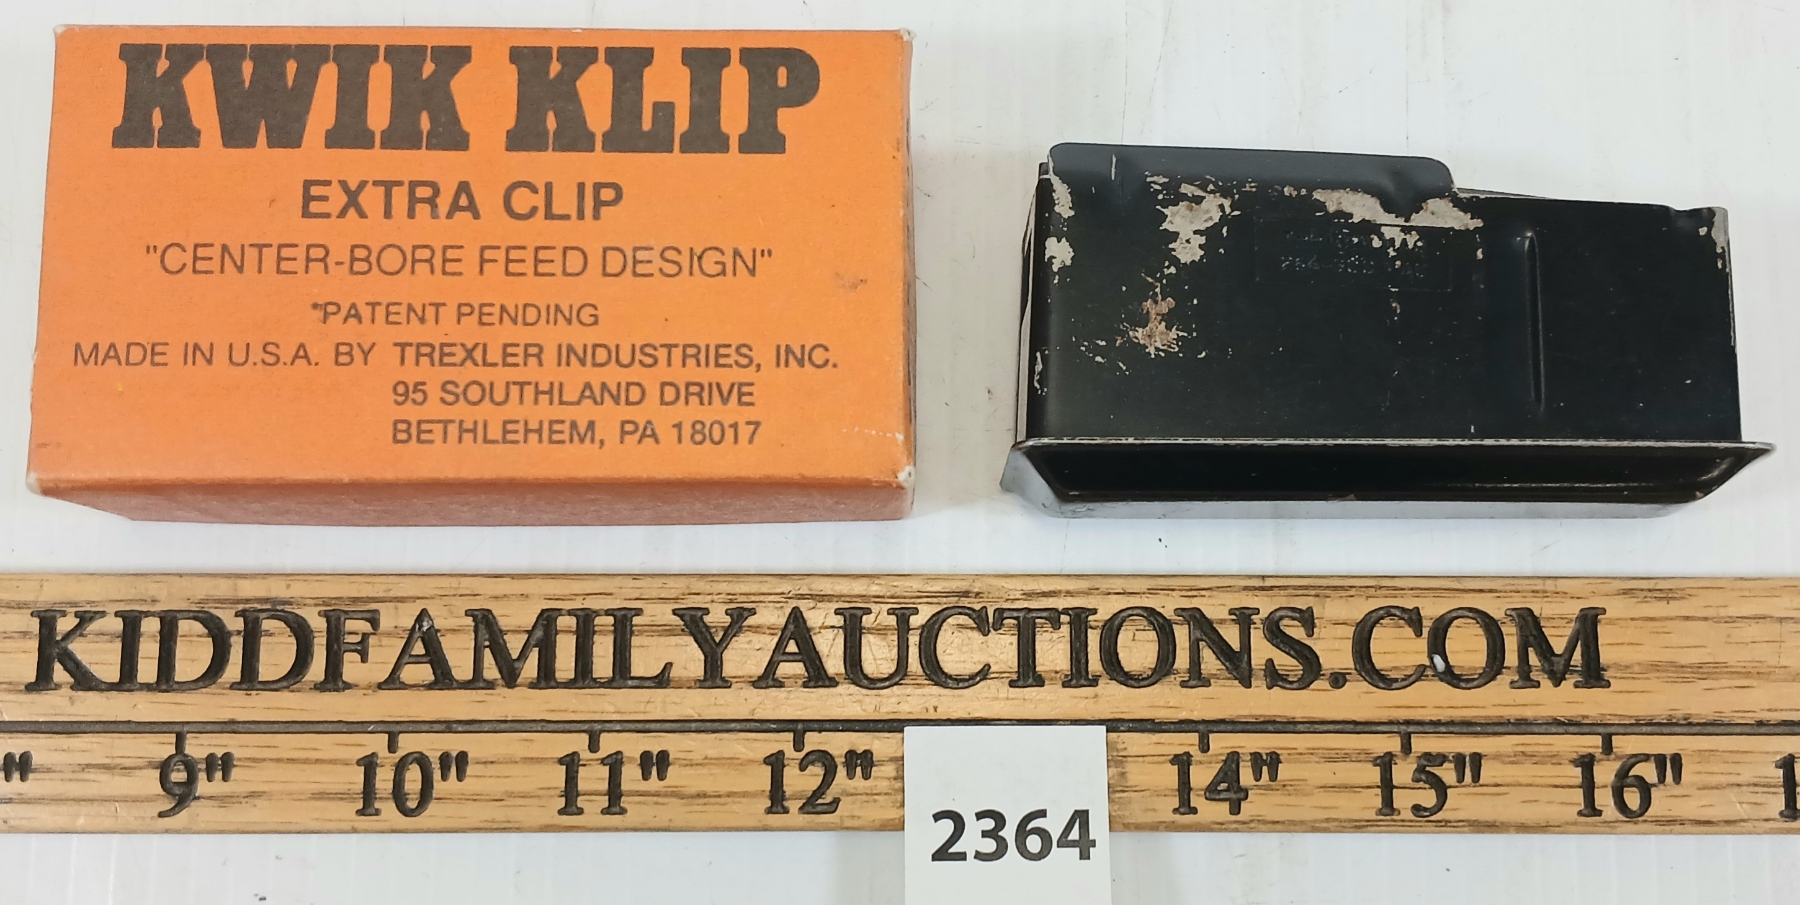 KWIK KLIP
EXTRA CLIP
"CENTER-BORE FEED DESIGN"
*PATENT PENDING
MADE IN U.S.A. BY TREXLER INDUSTRIES, INC.
95 SOUTHLAND DRIVE
BETHLEHEM, PA 18017
KIDDFAMILYAUCTIONS.COM
9" 10" 11" 12" 14" 15" 16"
2364